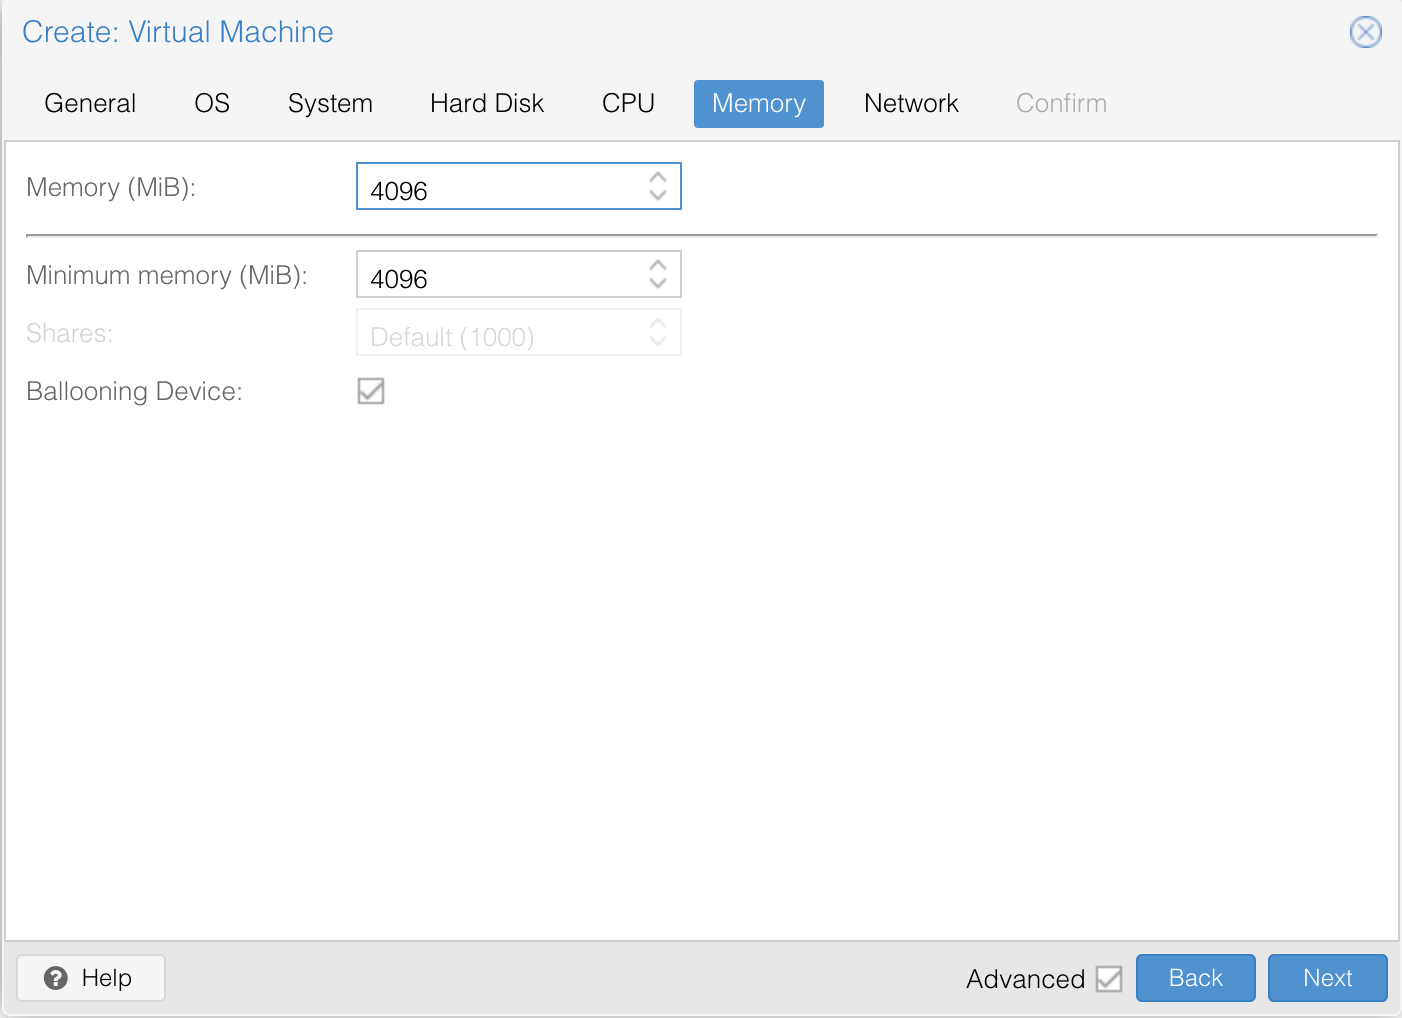 Create: Virtual Machine
General OS System Hard Disk CPU Memory Network Confirm
Memory (MiB): 4096
Minimum memory (MiB): 4096
Shares: Default (1000)
Ballooning Device:
Help Advanced Back Next